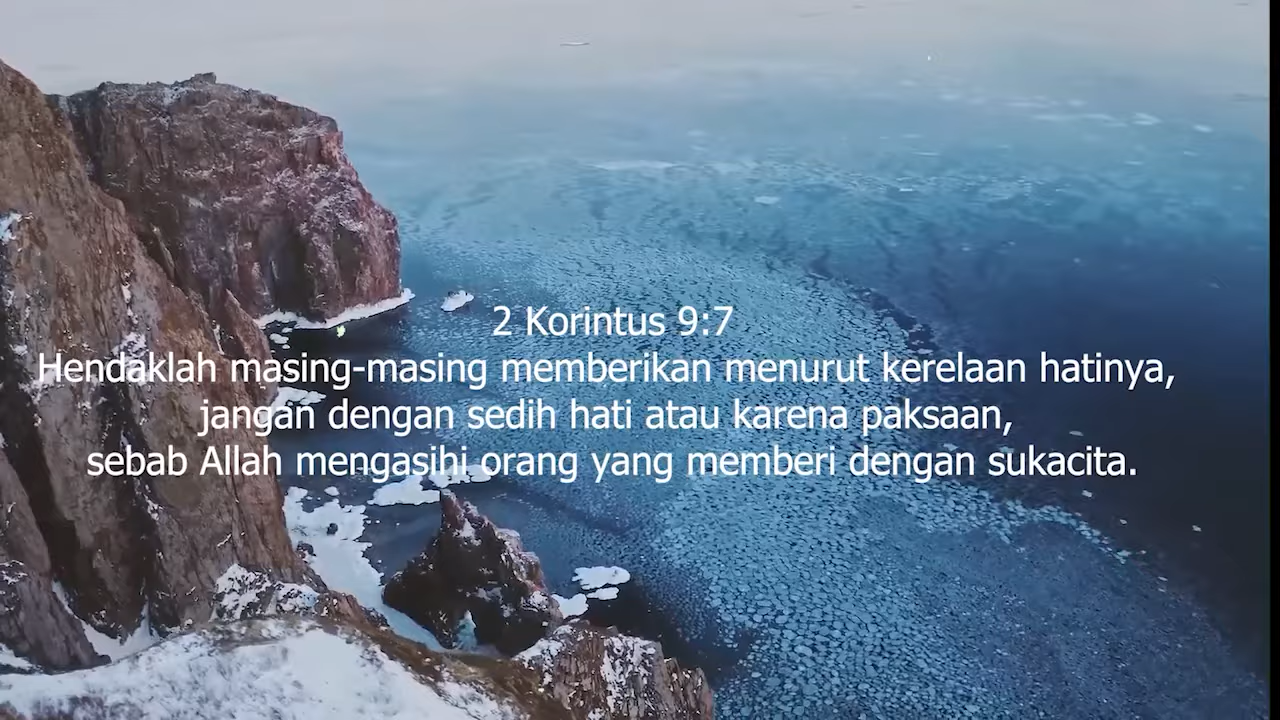 2 Korintus 9:7
Hendaklah masing-masing memberikan menurut kerelaan hatinya,
jangan dengan sedih hati atau karena paksaan,
sebab Allah mengasihi orang yang memberi dengan sukacita.